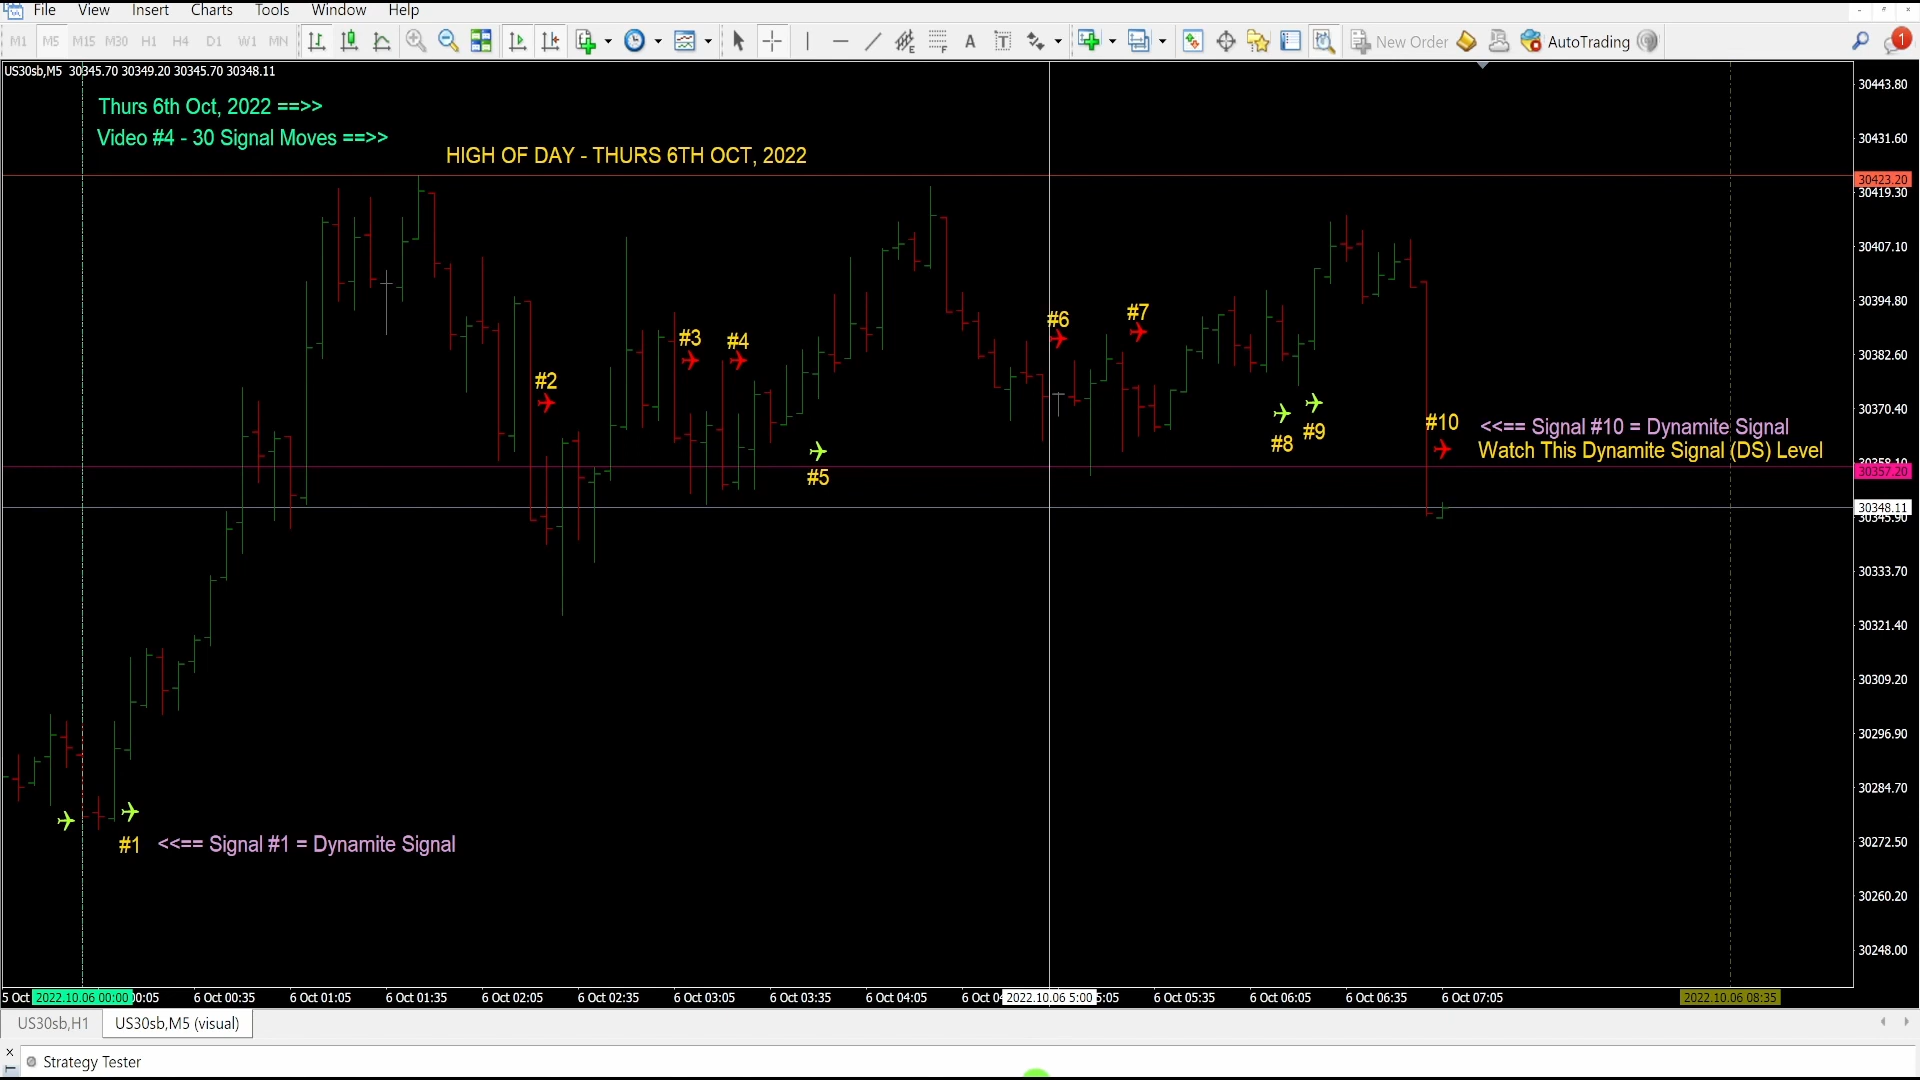 File View Insert Charts Tools Window Help
M1 M5 M15 M30 H1 H4 D1 W1 MN New Order AutoTrading 1
US30sb,M5 30345.70 30349.20 30345.70 30348.11
Thurs 6th Oct, 2022 ==>>
Video #4 - 30 Signal Moves ==>>
HIGH OF DAY - THURS 6TH OCT, 2022
30443.80
30431.60
30423.20
30419.30
30407.10
30394.80
30382.60
30370.40
30357.20
30348.11
30345.90
30333.70
30321.40
30309.20
30296.90
30284.70
30272.50
30260.20
30248.00
#2
#3
#4
#5
#6
#7
#8
#9
#10
<<== Signal #10 = Dynamite Signal
Watch This Dynamite Signal (DS) Level
#1 <<== Signal #1 = Dynamite Signal
5 Oct 2022.10.06 00:00 6 Oct 00:35 6 Oct 01:05 6 Oct 01:35 6 Oct 02:05 6 Oct 02:35 6 Oct 03:05 6 Oct 03:35 6 Oct 04:05 6 Oct 2022.10.06 5:00 6 Oct 05:35 6 Oct 06:05 6 Oct 06:35 6 Oct 07:05 2022.10.06 08:35
US30sb,H1 US30sb,M5 (visual)
Strategy Tester